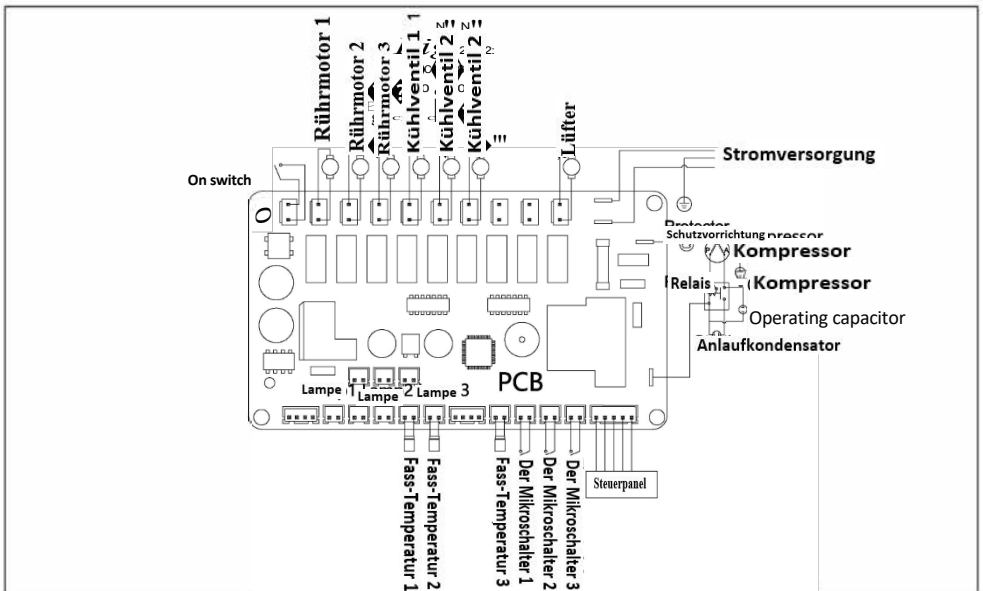 Rührmotor 1
Rührmotor 2
Rührmotor 3
Kühlventil 1 1
Kühlventil 2"
Kühlventil 2"
Lüfter
Stromversorgung
On switch
O
Schutzvorrichtung
Kompressor
Relais
Kompressor
Operating capacitor
Anlaufkondensator
PCB
Lampe 1
Lampe 2
Lampe 3
Fass-Temperatur 1
Fass-Temperatur 2
Fass-Temperatur 3
Der Mikroschalter 1
Der Mikroschalter 2
Der Mikroschalter 3
Steuerpanel